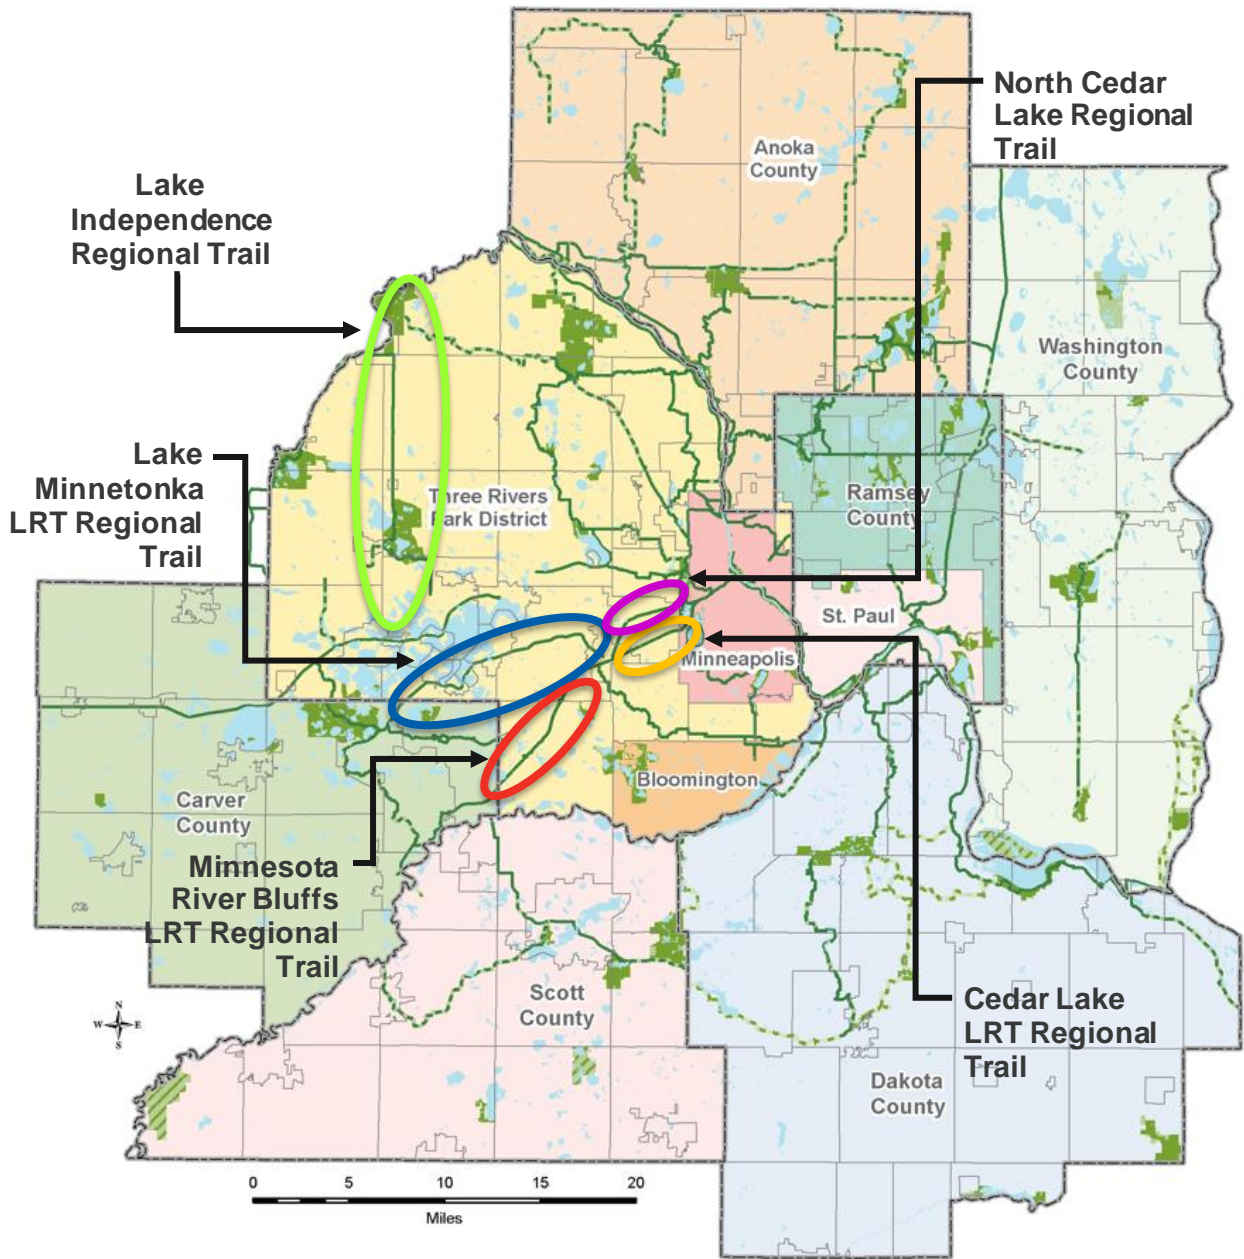 North Cedar
Lake Regional
Trail
Anoka
County
Lake
Independence
Regional Trail
Washington
County
Lake
Minnetonka
LRT Regional
Trail
Three Rivers
Park District
Ramsey
County
St. Paul
Minneapolis
Bloomington
Carver
County
Minnesota
River Bluffs
LRT Regional
Trail
Scott
County
Cedar Lake
LRT Regional
Trail
N
W E
S
Dakota
County
0 5 10 15 20
Miles